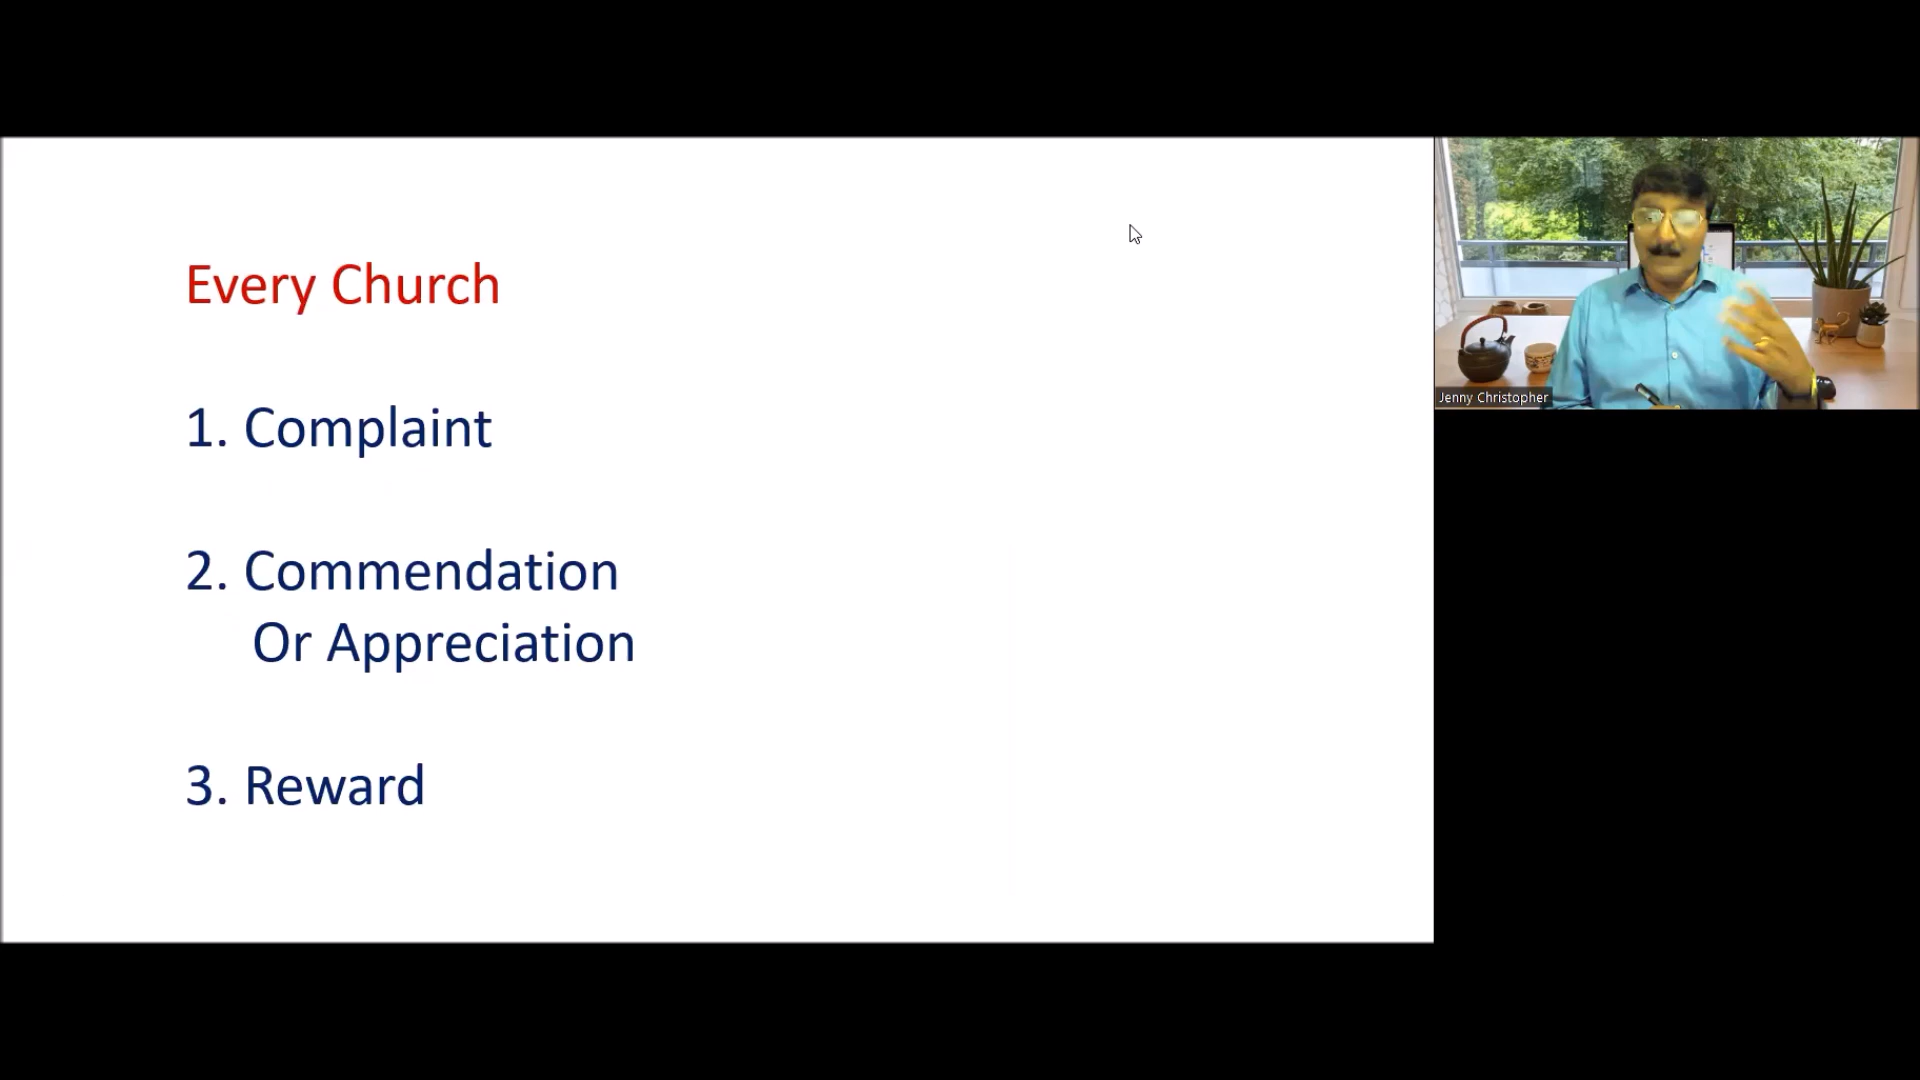 Every Church
1. Complaint
2. Commendation
Or Appreciation
3. Reward
Jenny Christopher